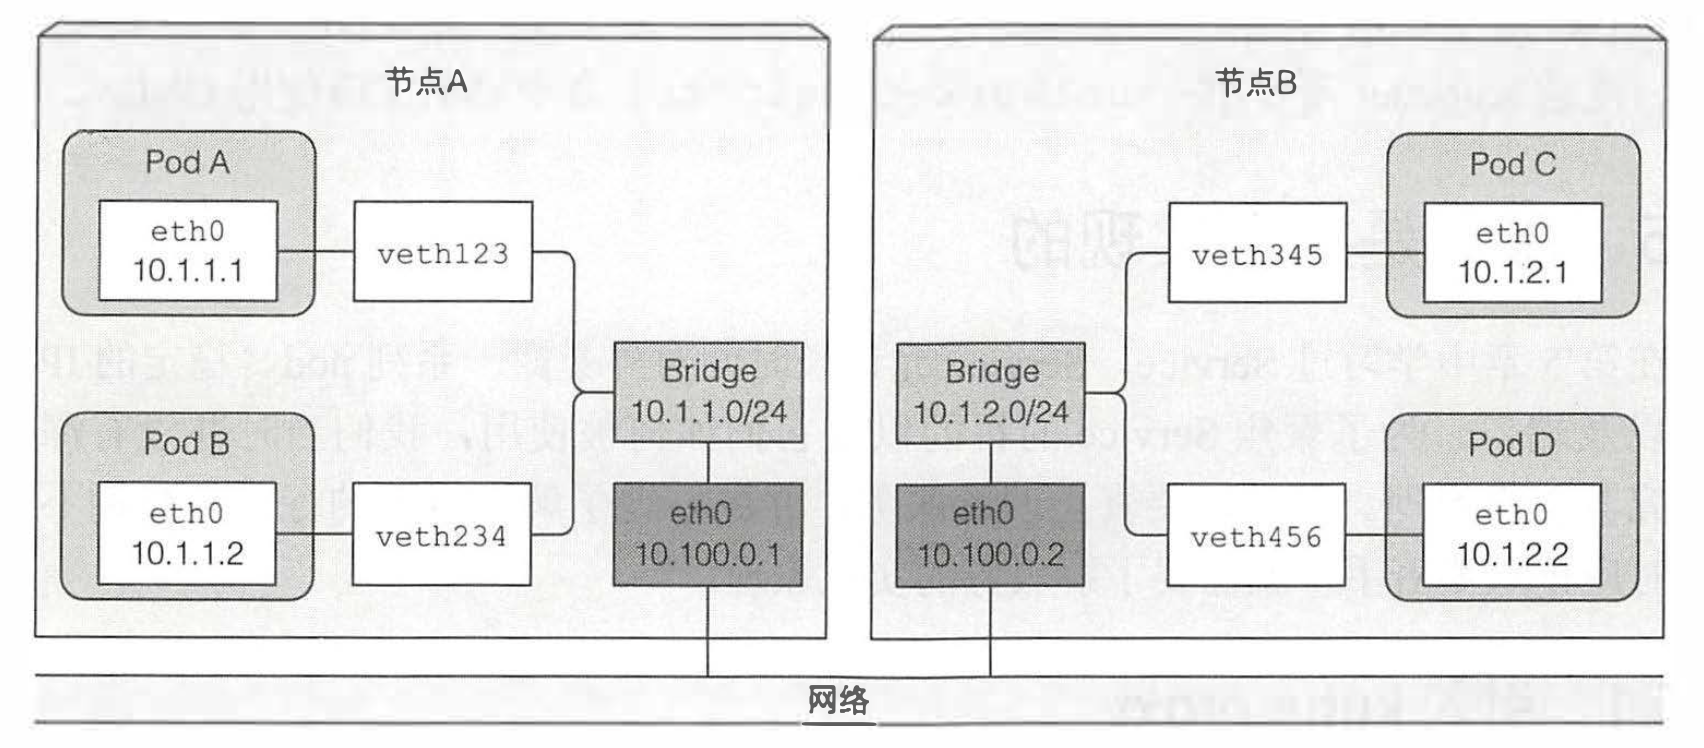 节点A
Pod A
eth0
10.1.1.1
veth123
Bridge
10.1.1.0/24
Pod B
eth0
10.1.1.2
veth234
eth0
10.100.0.1
节点B
Pod C
veth345
eth0
10.1.2.1
Bridge
10.1.2.0/24
Pod D
eth0
10.100.0.2
veth456
eth0
10.1.2.2
网络